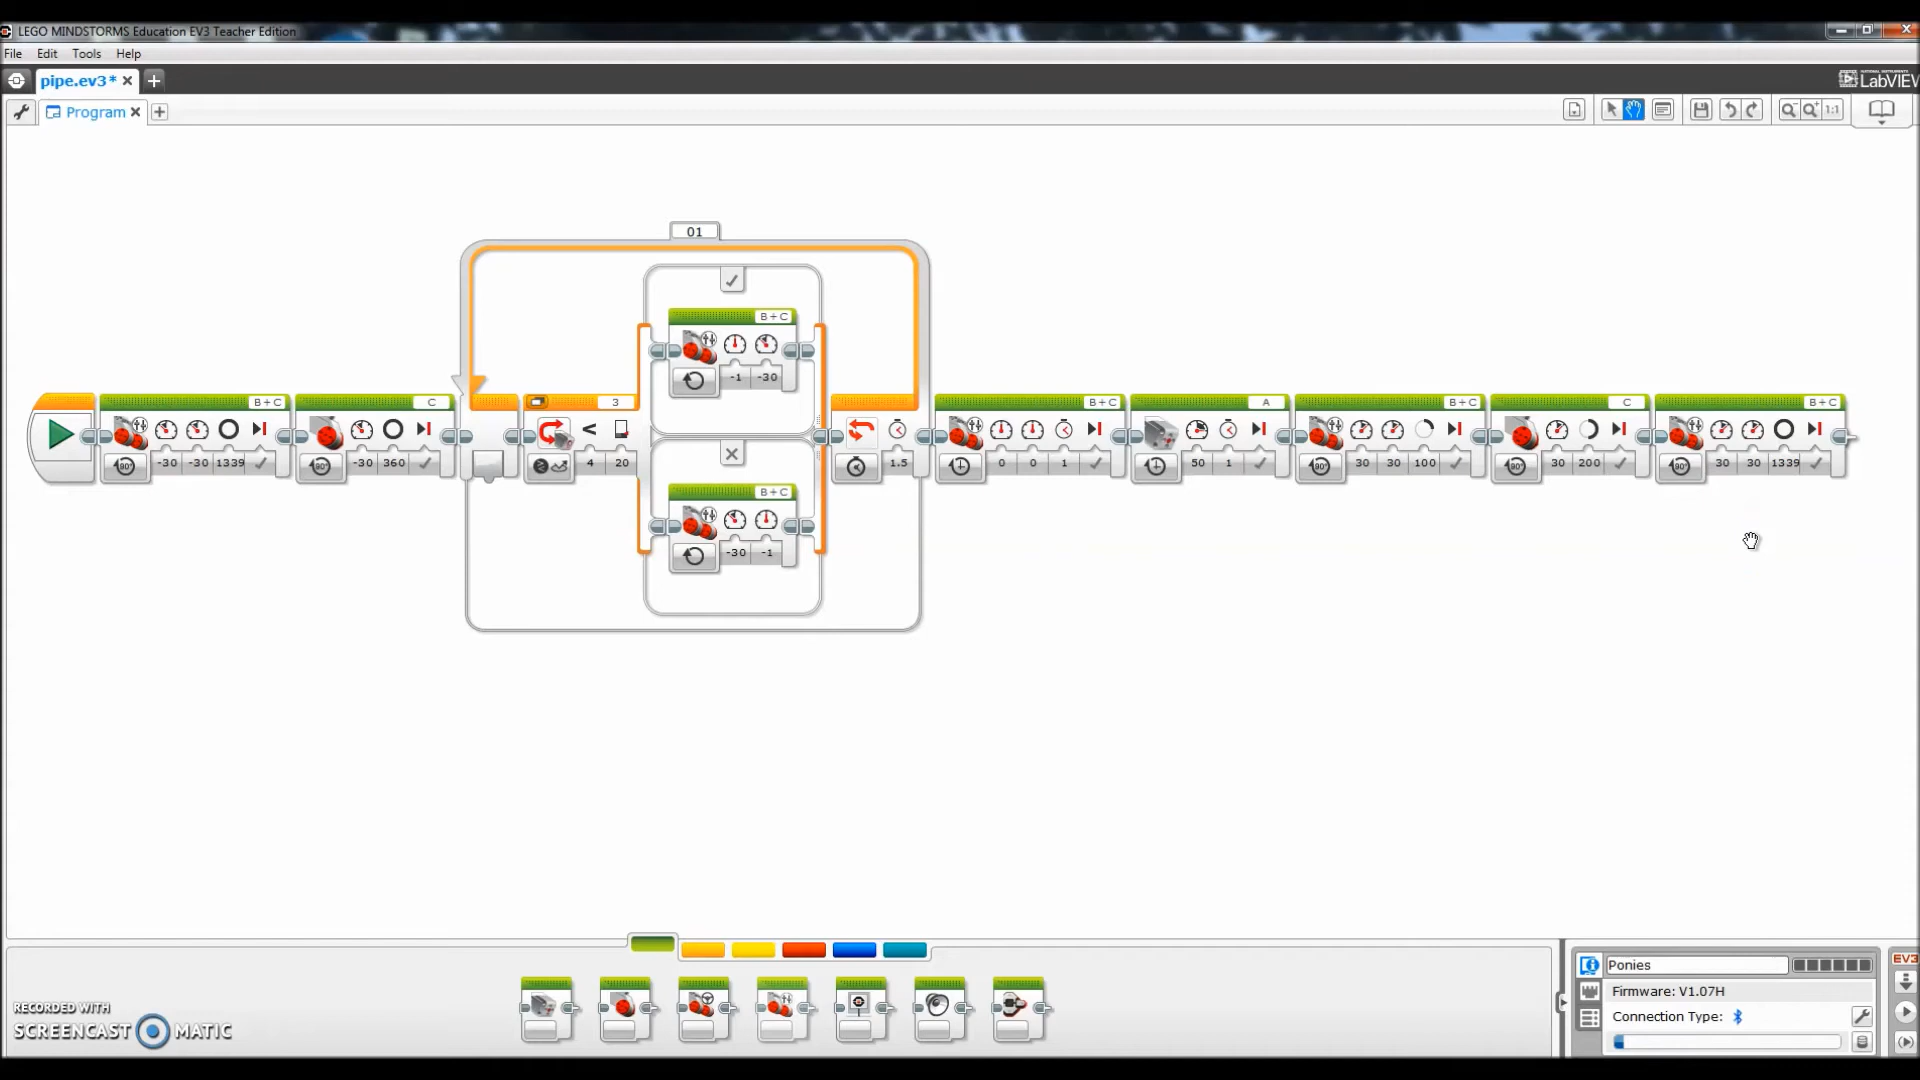 LEGO MINDSTORMS Education EV3 Teacher Edition
File Edit Tools Help
pipe.ev3*
LabVIEW
Program
1:1
01
B+C
-1 -30
B+C C 3 B+C A B+C C B+C
-30 -30 1339 -30 360 < 4 20 1.5 0 0 1 50 1 30 30 100 30 200 30 30 1339
B+C
-30 -1
Ponies
EV3
Firmware: V1.07H
Connection Type:
RECORDED WITH
SCREENCAST MATIC